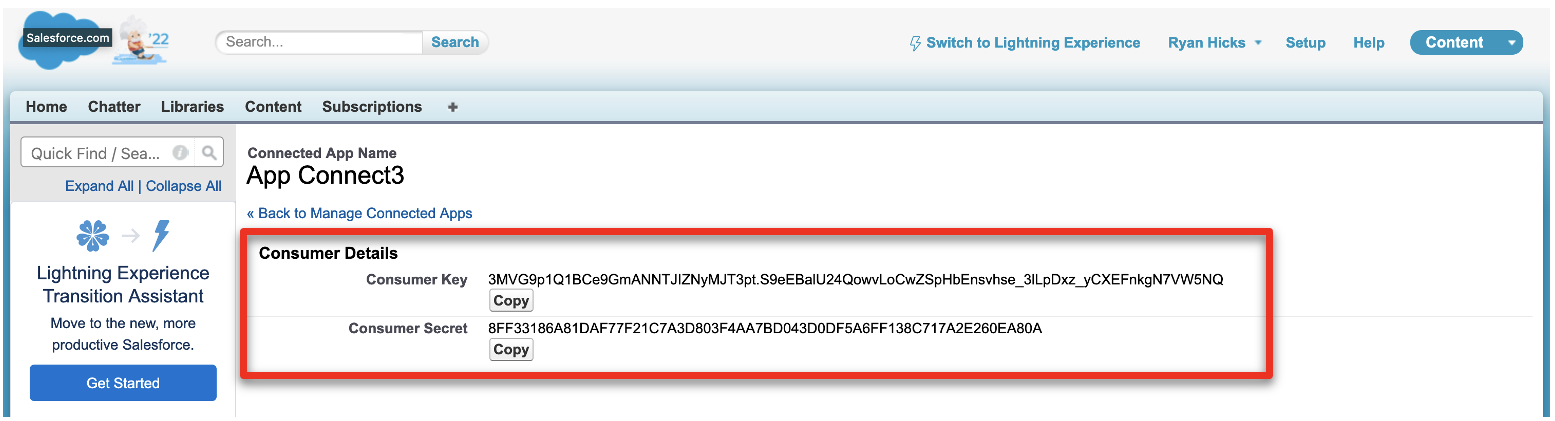 Salesforce.com
'22
Search...
Search
Switch to Lightning Experience
Ryan Hicks
Setup
Help
Content
Home
Chatter
Libraries
Content
Subscriptions
+
Quick Find / Sea...
Expand All | Collapse All
Lightning Experience
Transition Assistant
Move to the new, more
productive Salesforce.
Get Started
Connected App Name
App Connect3
« Back to Manage Connected Apps
Consumer Details
Consumer Key
3MVG9p1Q1BCe9GmANNTJIZNyMJT3pt.S9eEBalU24QowvLoCwZSpHbEnsvhse_3lLpDxz_yCXEFnkgN7VW5NQ
Copy
Consumer Secret
8FF33186A81DAF77F21C7A3D803F4AA7BD043D0DF5A6FF138C717A2E260EA80A
Copy